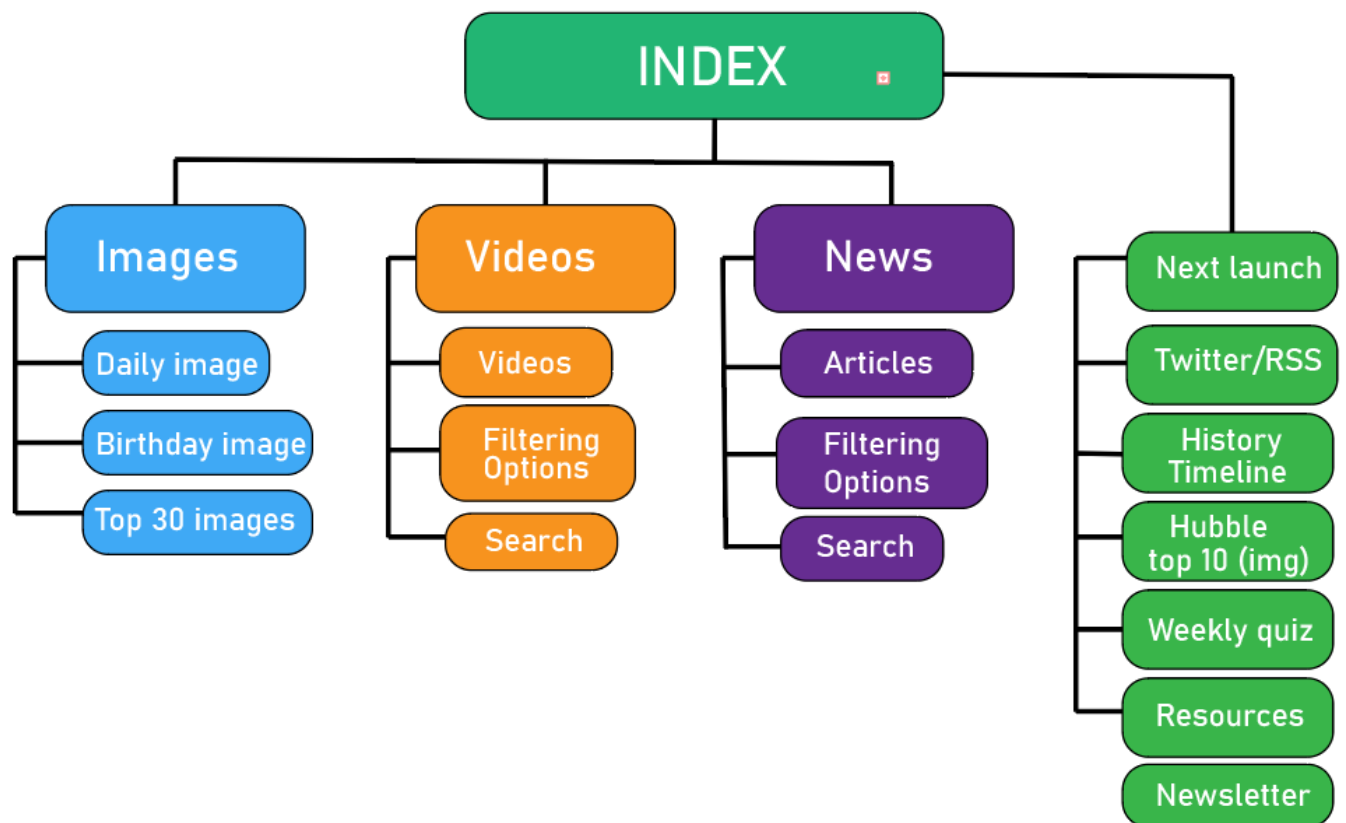 INDEX
Images
Daily image
Birthday image
Top 30 images
Videos
Videos
Filtering
Options
Search
News
Articles
Filtering
Options
Search
Next launch
Twitter/RSS
History
Timeline
Hubble
top 10 (img)
Weekly quiz
Resources
Newsletter